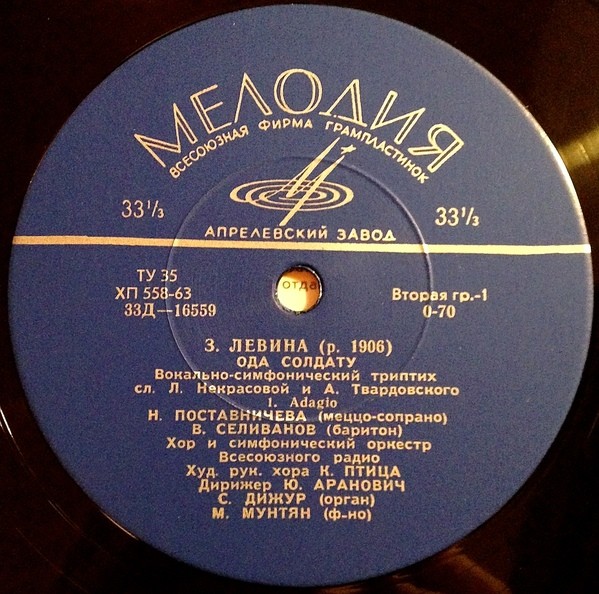 МЕЛОДИЯ
ВСЕСОЮЗНАЯ ФИРМА ГРАМПЛАСТИНОК
33⅓ 33⅓
АПРЕЛЕВСКИЙ ЗАВОД
ТУ 35
ХП 558-63
33Д—16559
отда
Вторая гр.-1
0-70
З. ЛЕВИНА (р. 1906)
ОДА СОЛДАТУ
Вокально-симфонический триптих
сл. Л. Некрасовой и А. Твардовского
1. Adagio
Н. ПОСТАВНИЧЕВА (меццо-сопрано)
В. СЕЛИВАНОВ (баритон)
Хор и симфонический оркестр
Всесоюзного радио
Худ. рук. хора К. ПТИЦА
Дирижер Ю. АРАНОВИЧ
С. ДИЖУР (орган)
М. МУНТЯН (ф-но)